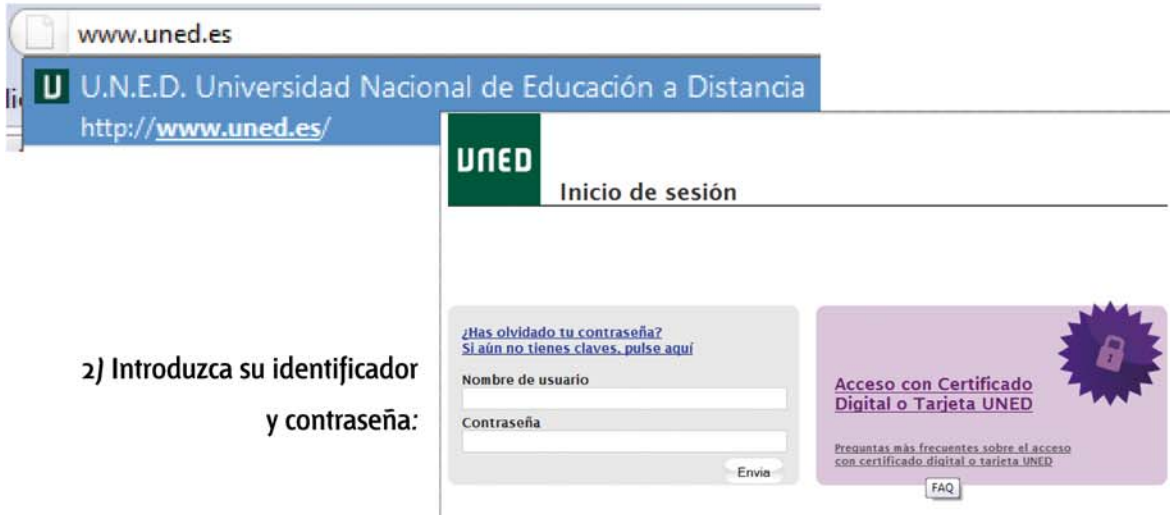 www.uned.es
U U.N.E.D. Universidad Nacional de Educación a Distancia
http://www.uned.es/
UNED
Inicio de sesión
2) Introduzca su identificador
y contraseña:
¿Has olvidado tu contraseña?
Si aún no tienes claves, pulse aquí
Nombre de usuario
Contraseña
Envia
Acceso con Certificado
Digital o Tarjeta UNED
Preguntas más frecuentes sobre el acceso
con certificado digital o tarjeta UNED
FAQ